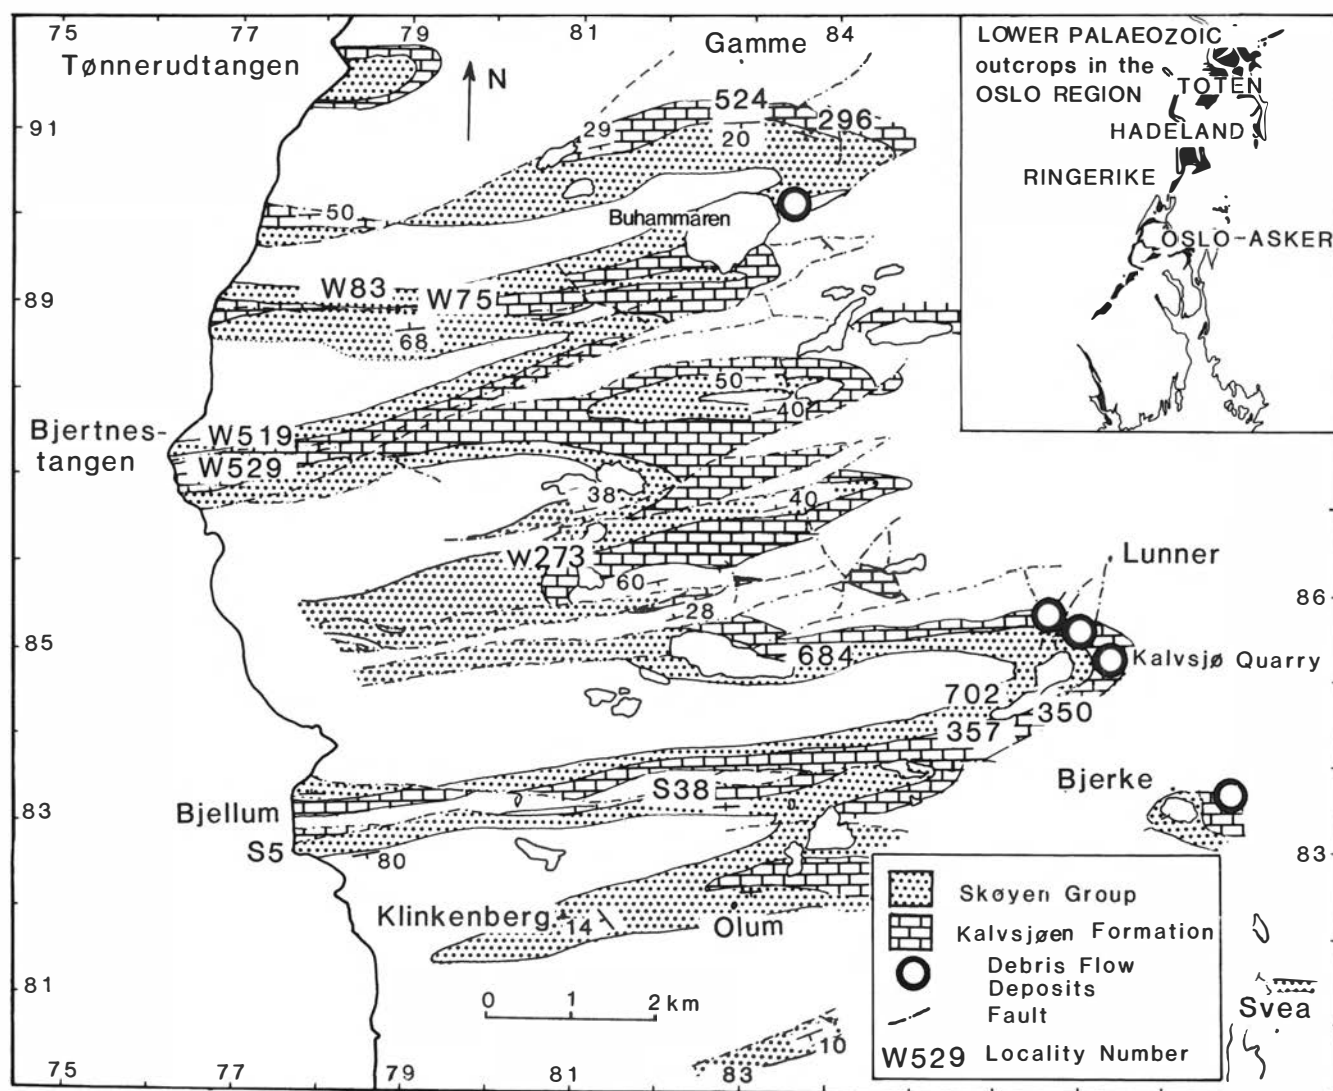 75
77
79
81
84
Tønnerudtangen
Gamme
N
LOWER PALAEOZOIC
outcrops in the
OSLO REGION
TOTEN
HADELAND
RINGERIKE
OSLO-ASKER
91
29
524
20
296
50
Buhammaren
89
W83
W75
68
50
40
Bjertnes-
tangen
W519
W529
38
40
W273
60
28
Lunner
86
85
684
Kalvsjø Quarry
702
350
357
Bjerke
S38
Bjellum
83
S5
80
83
Klinkenberg
14
Olum
Skøyen Group
Kalvsjøen Formation
Debris Flow
Deposits
Fault
W529 Locality Number
Svea
81
0 1 2 km
10
75
77
79
81
83